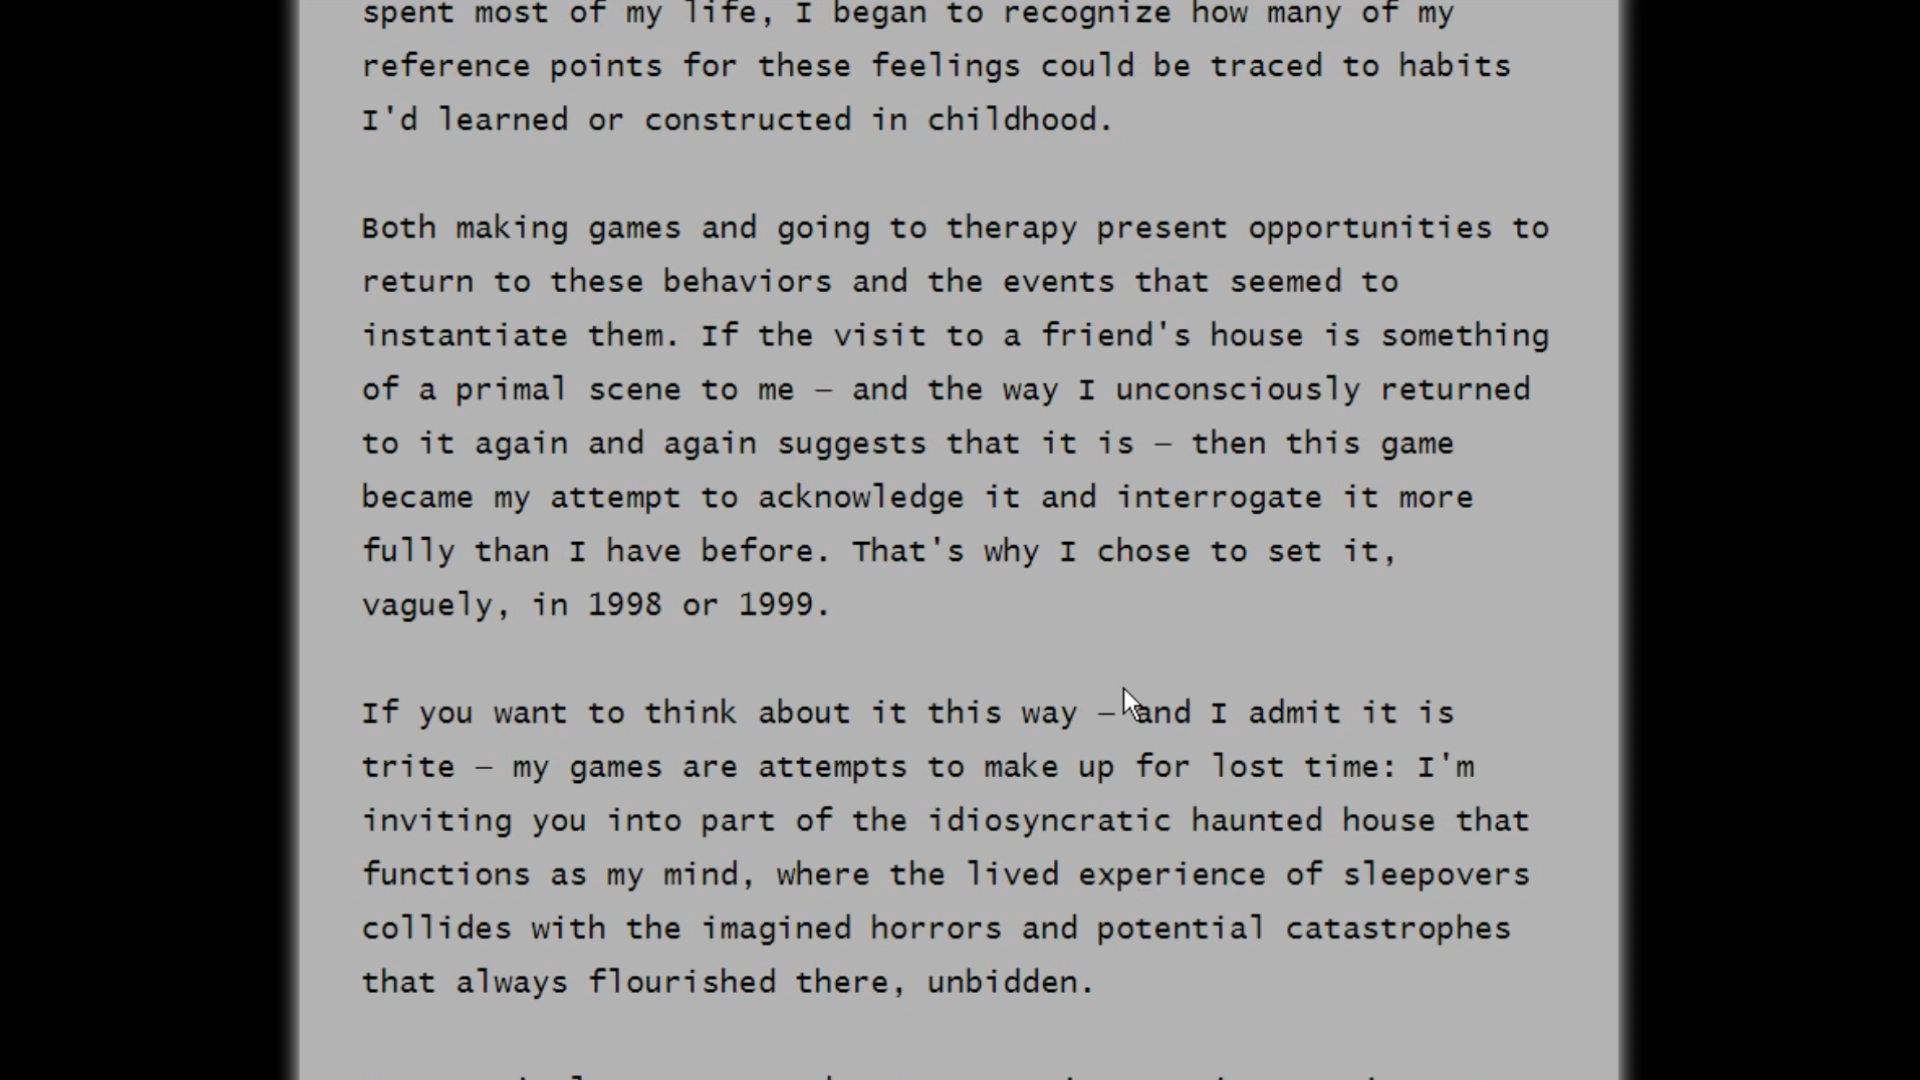 spent most of my life, I began to recognize how many of my
reference points for these feelings could be traced to habits
I'd learned or constructed in childhood.
Both making games and going to therapy present opportunities to
return to these behaviors and the events that seemed to
instantiate them. If the visit to a friend's house is something
of a primal scene to me – and the way I unconsciously returned
to it again and again suggests that it is – then this game
became my attempt to acknowledge it and interrogate it more
fully than I have before. That's why I chose to set it,
vaguely, in 1998 or 1999.
If you want to think about it this way – and I admit it is
trite – my games are attempts to make up for lost time: I'm
inviting you into part of the idiosyncratic haunted house that
functions as my mind, where the lived experience of sleepovers
collides with the imagined horrors and potential catastrophes
that always flourished there, unbidden.